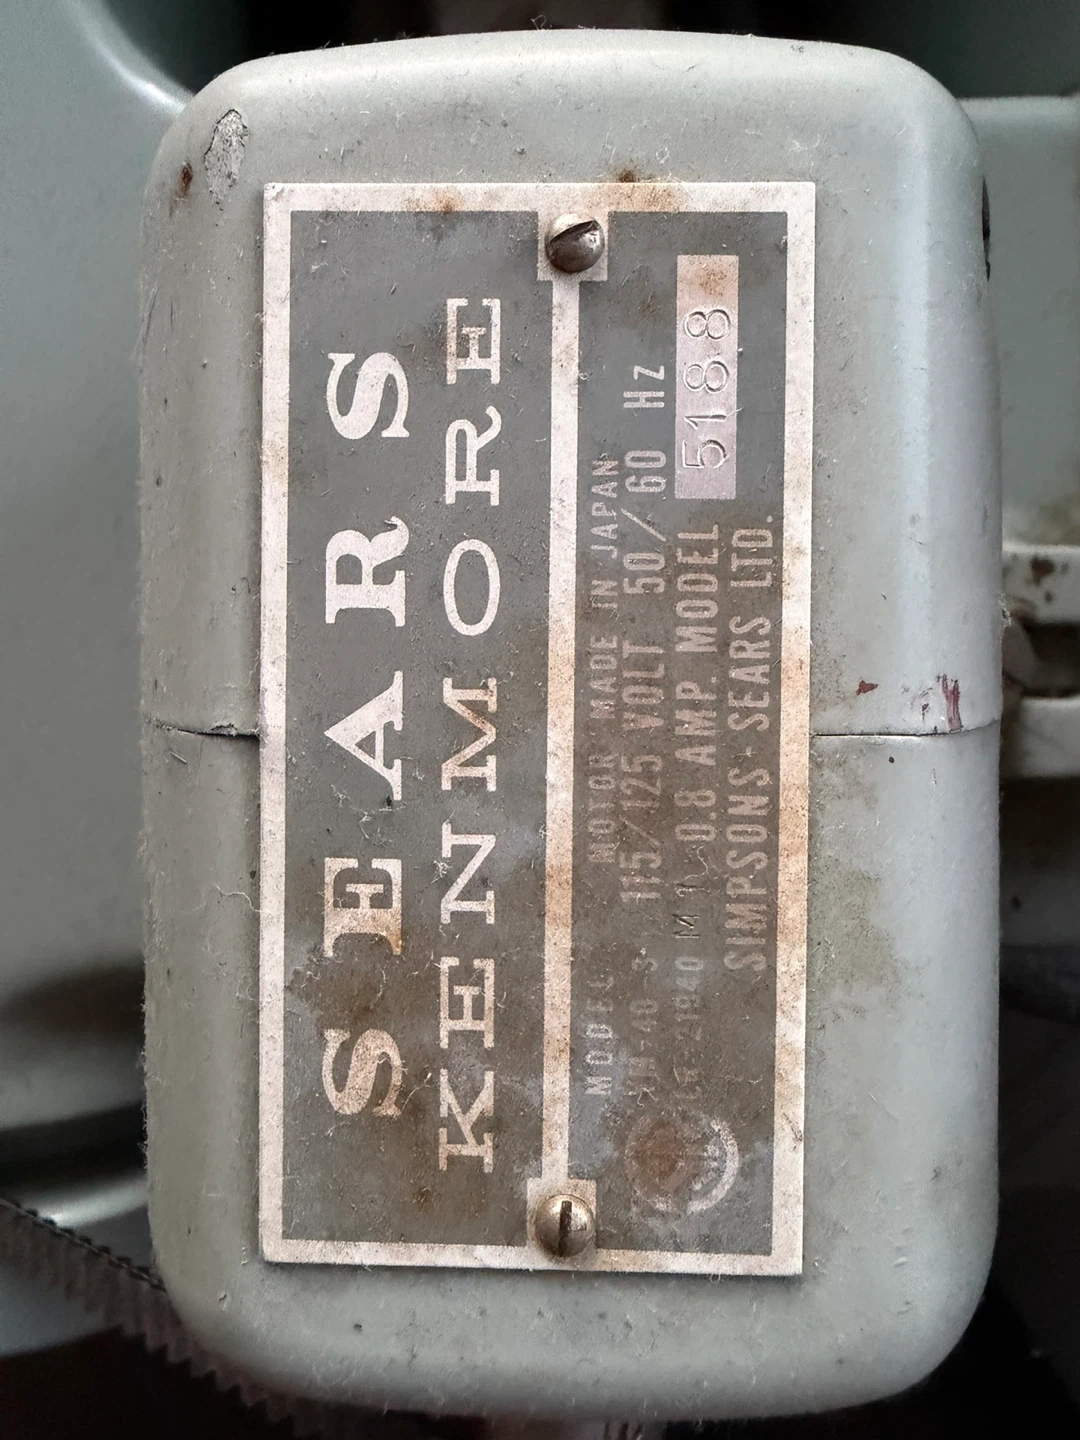 SEARS
KENMORE
MODEL MOTOR MADE IN JAPAN
115/125 VOLT 50/60 Hz
0.8 AMP. MODEL 5188
SIMPSONS-SEARS LTD.